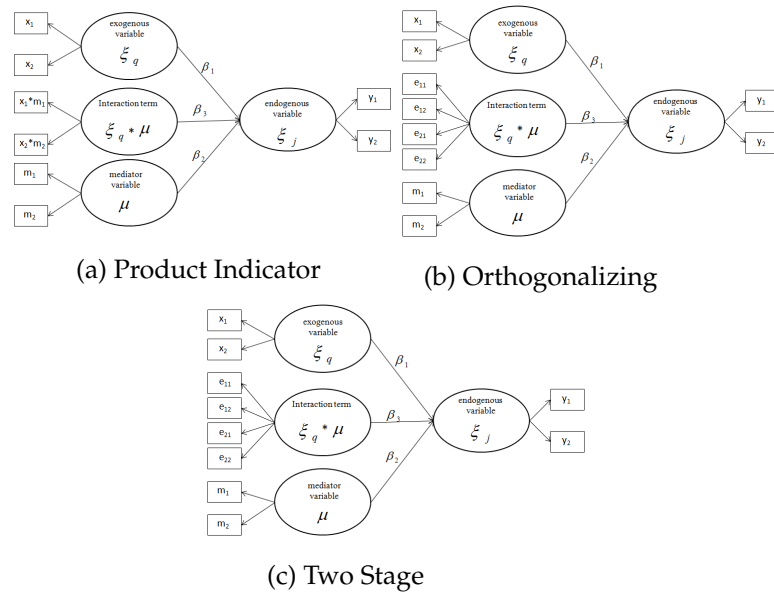 x₁
x₂
exogenous
variable
ξ q
β₁
x₁*m₁
x₂*m₂
Interaction term
ξ q * μ
β₃
m₁
m₂
mediator
variable
μ
β₂
endogenous
variable
ξ j
y₁
y₂
(a) Product Indicator
x₁
x₂
exogenous
variable
ξ q
β₁
e₁₁
e₁₂
e₂₁
e₂₂
Interaction term
ξ q * μ
β₃
m₁
m₂
mediator
variable
μ
β₂
endogenous
variable
ξ j
y₁
y₂
(b) Orthogonalizing
x₁
x₂
exogenous
variable
ξ q
β₁
e₁₁
e₁₂
e₂₁
e₂₂
Interaction term
ξ q * μ
β₃
m₁
m₂
mediator
variable
μ
β₂
endogenous
variable
ξ j
y₁
y₂
(c) Two Stage